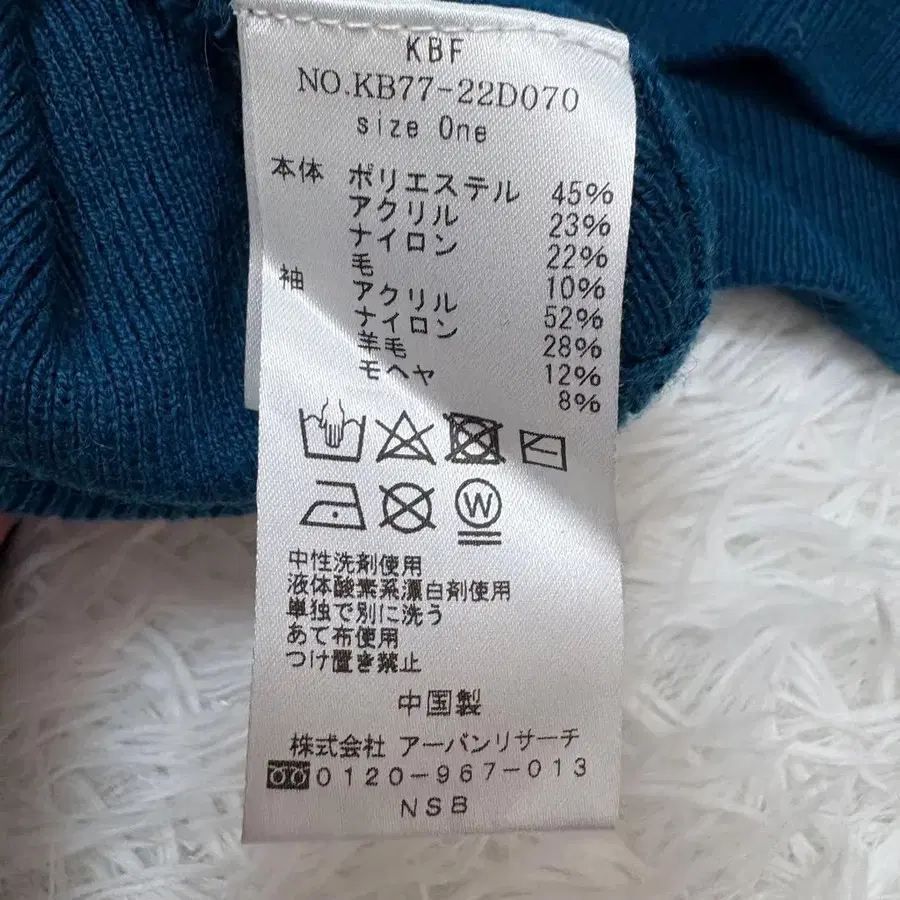 KBF
NO.KB77-22D070
size One
本体 ポリエステル 45%
アクリル 23%
ナイロン 22%
毛 10%
袖 アクリル 52%
ナイロン 28%
羊毛 12%
モヘヤ 8%
W
中性洗剤使用
液体酸素系漂白剤使用
単独で別に洗う
あて布使用
つけ置き禁止
中国製
株式会社 アーバンリサーチ
0120-967-013
NSB